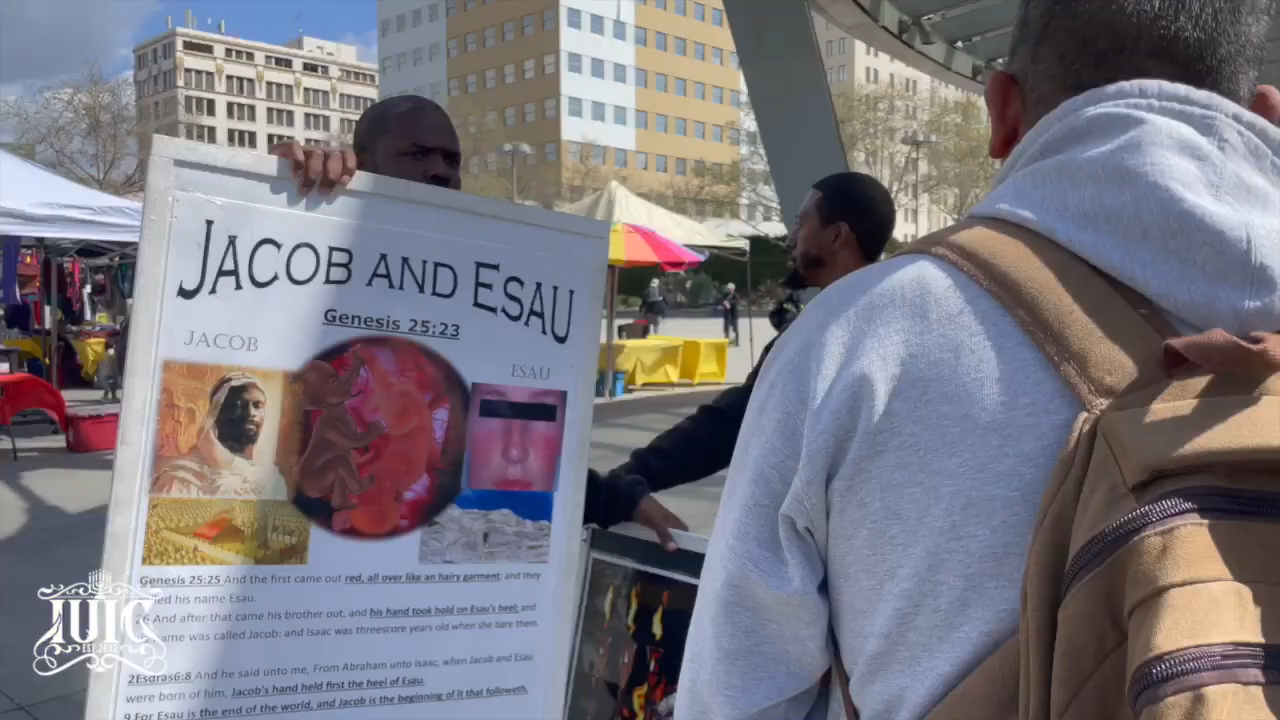 JACOB AND ESAU
Genesis 25:23
JACOB
ESAU
Genesis 25:25 And the first came out red, all over like an hairy garment; and they
his name Esau.
26 And after that came his brother out, and his hand took hold on Esau's heel; and
was called Jacob: and Isaac was threescore years old when she bare them.
2Esdras6:8 And he said unto me, From Abraham unto Isaac, when Jacob and Esau
were born of him, Jacob's hand held first the heel of Esau.
9 For Esau is the end of the world, and Jacob is the beginning of it that followeth.
IUIC
EST. 2003